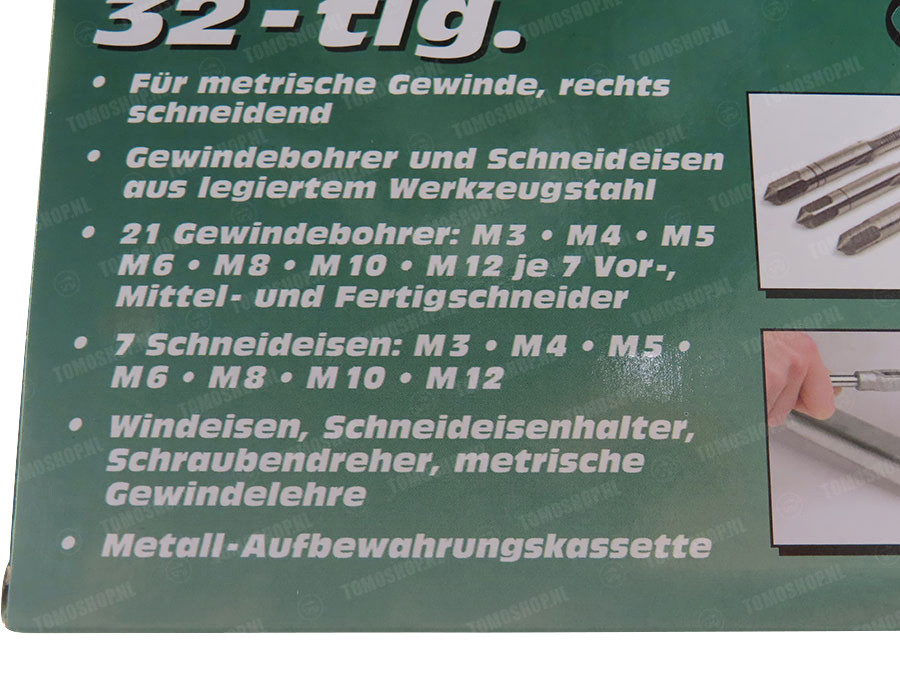 32-tlg.
• Für metrische Gewinde, rechts
schneidend
• Gewindebohrer und Schneideisen
aus legiertem Werkzeugstahl
• 21 Gewindebohrer: M3 • M4 • M5
M6 • M8 • M10 • M12 je 7 Vor-,
Mittel- und Fertigschneider
• 7 Schneideisen: M3 • M4 • M5 •
M6 • M8 • M10 • M12
• Windeisen, Schneideisenhalter,
Schraubendreher, metrische
Gewindelehre
• Metall-Aufbewahrungskassette
TOMOSHOP.NL